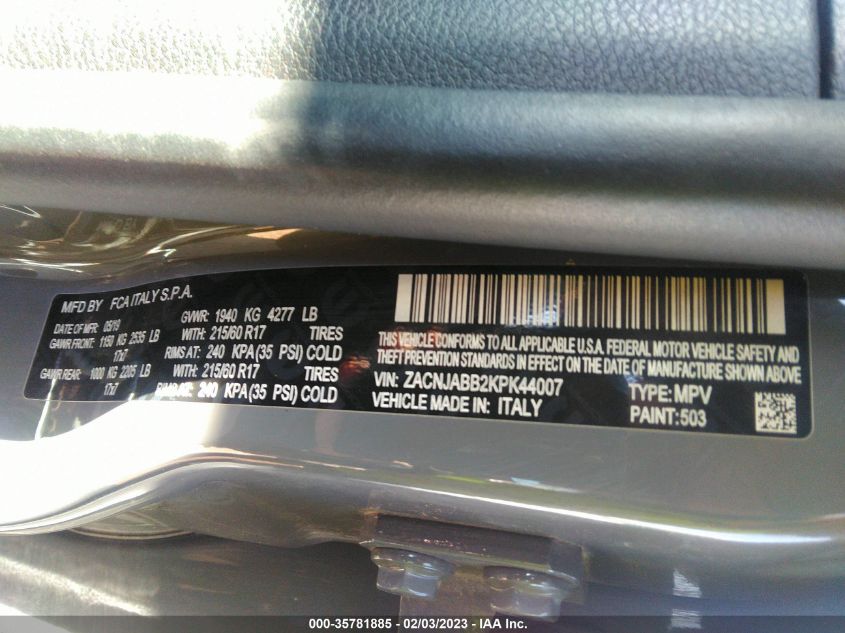 MFD BY FCA ITALY S.P.A.
DATE OF MFR 05/19 GVWR: 1940 KG 4277 LB
GAWR FRONT: 1150 KG 2535 LB WITH: 215/60 R17 TIRES
17x7 RIMS AT: 240 KPA(35 PSI) COLD
GAWR REAR: 1000 KG 2205 LB WITH: 215/60 R17 TIRES
17x7 RIMS AT: 240 KPA(35 PSI) COLD
THIS VEHICLE CONFORMS TO ALL APPLICABLE U.S.A. FEDERAL MOTOR VEHICLE SAFETY AND
THEFT PREVENTION STANDARDS IN EFFECT ON THE DATE OF MANUFACTURE SHOWN ABOVE
VIN: ZACNJABB2KPK44007 TYPE: MPV
VEHICLE MADE IN: ITALY PAINT: 503
000-35781885 - 02/03/2023 - IAA Inc.